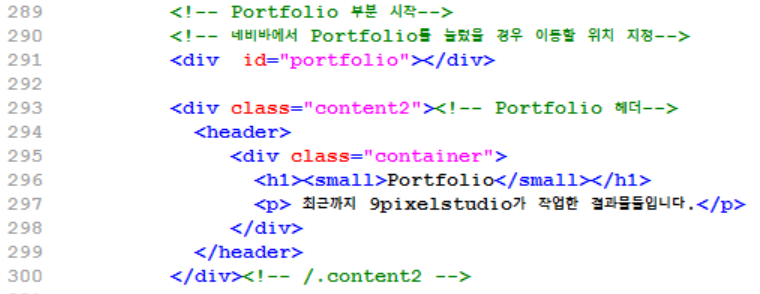 289 <!-- Portfolio 부분 시작-->
290 <!-- 네비바에서 Portfolio를 눌렀을 경우 이동할 위치 지정-->
291 <div  id="portfolio"></div>
292
293 <div class="content2"><!-- Portfolio 헤더-->
294 <header>
295 <div class="container">
296 <h1><small>Portfolio</small></h1>
297 <p> 최근까지 9pixelstudio가 작업한 결과물들입니다.</p>
298 </div>
299 </header>
300 </div><!-- /.content2 -->